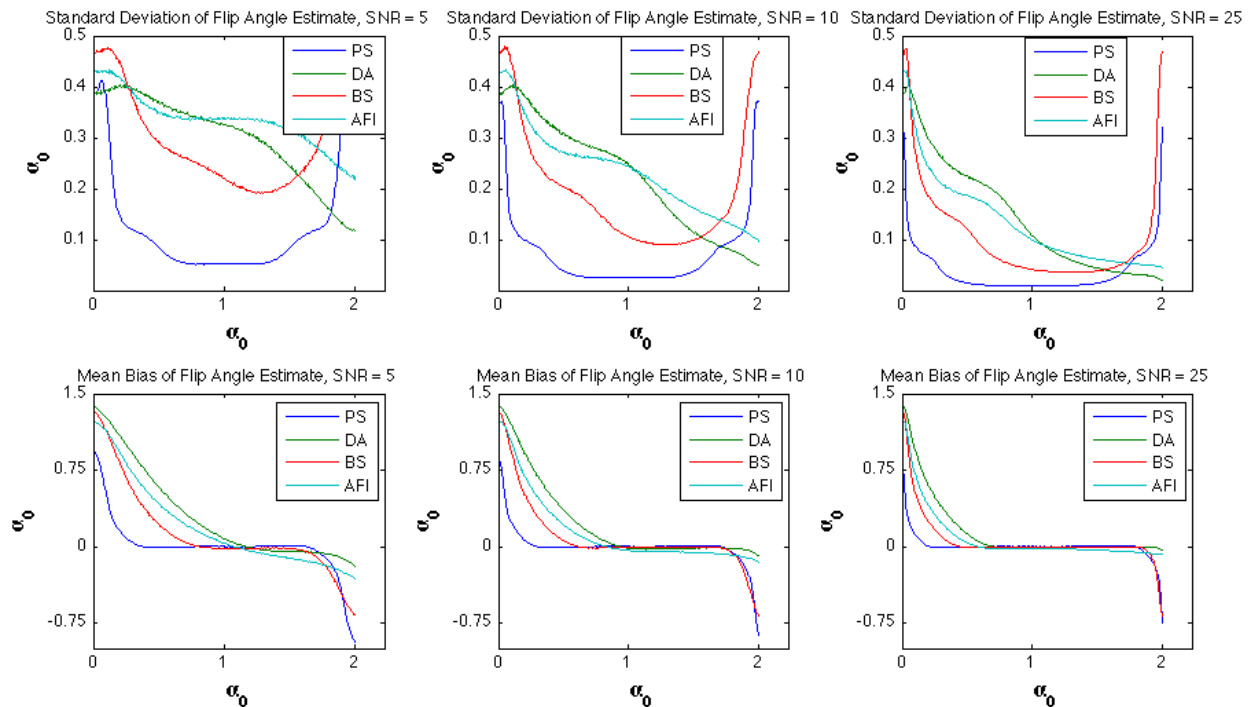 Standard Deviation of Flip Angle Estimate, SNR = 5
0.5
0.4
0.3
0.2
0.1
α0
0
1
2
α0
PS
DA
BS
AFI
Standard Deviation of Flip Angle Estimate, SNR = 10
0.5
0.4
0.3
0.2
0.1
α0
0
1
2
α0
PS
DA
BS
AFI
Standard Deviation of Flip Angle Estimate, SNR = 25
0.5
0.4
0.3
0.2
0.1
α0
0
1
2
α0
PS
DA
BS
AFI
Mean Bias of Flip Angle Estimate, SNR = 5
1.5
0.75
0
-0.75
α0
0
1
2
α0
PS
DA
BS
AFI
Mean Bias of Flip Angle Estimate, SNR = 10
1.5
0.75
0
-0.75
α0
0
1
2
α0
PS
DA
BS
AFI
Mean Bias of Flip Angle Estimate, SNR = 25
1.5
0.75
0
-0.75
α0
0
1
2
α0
PS
DA
BS
AFI